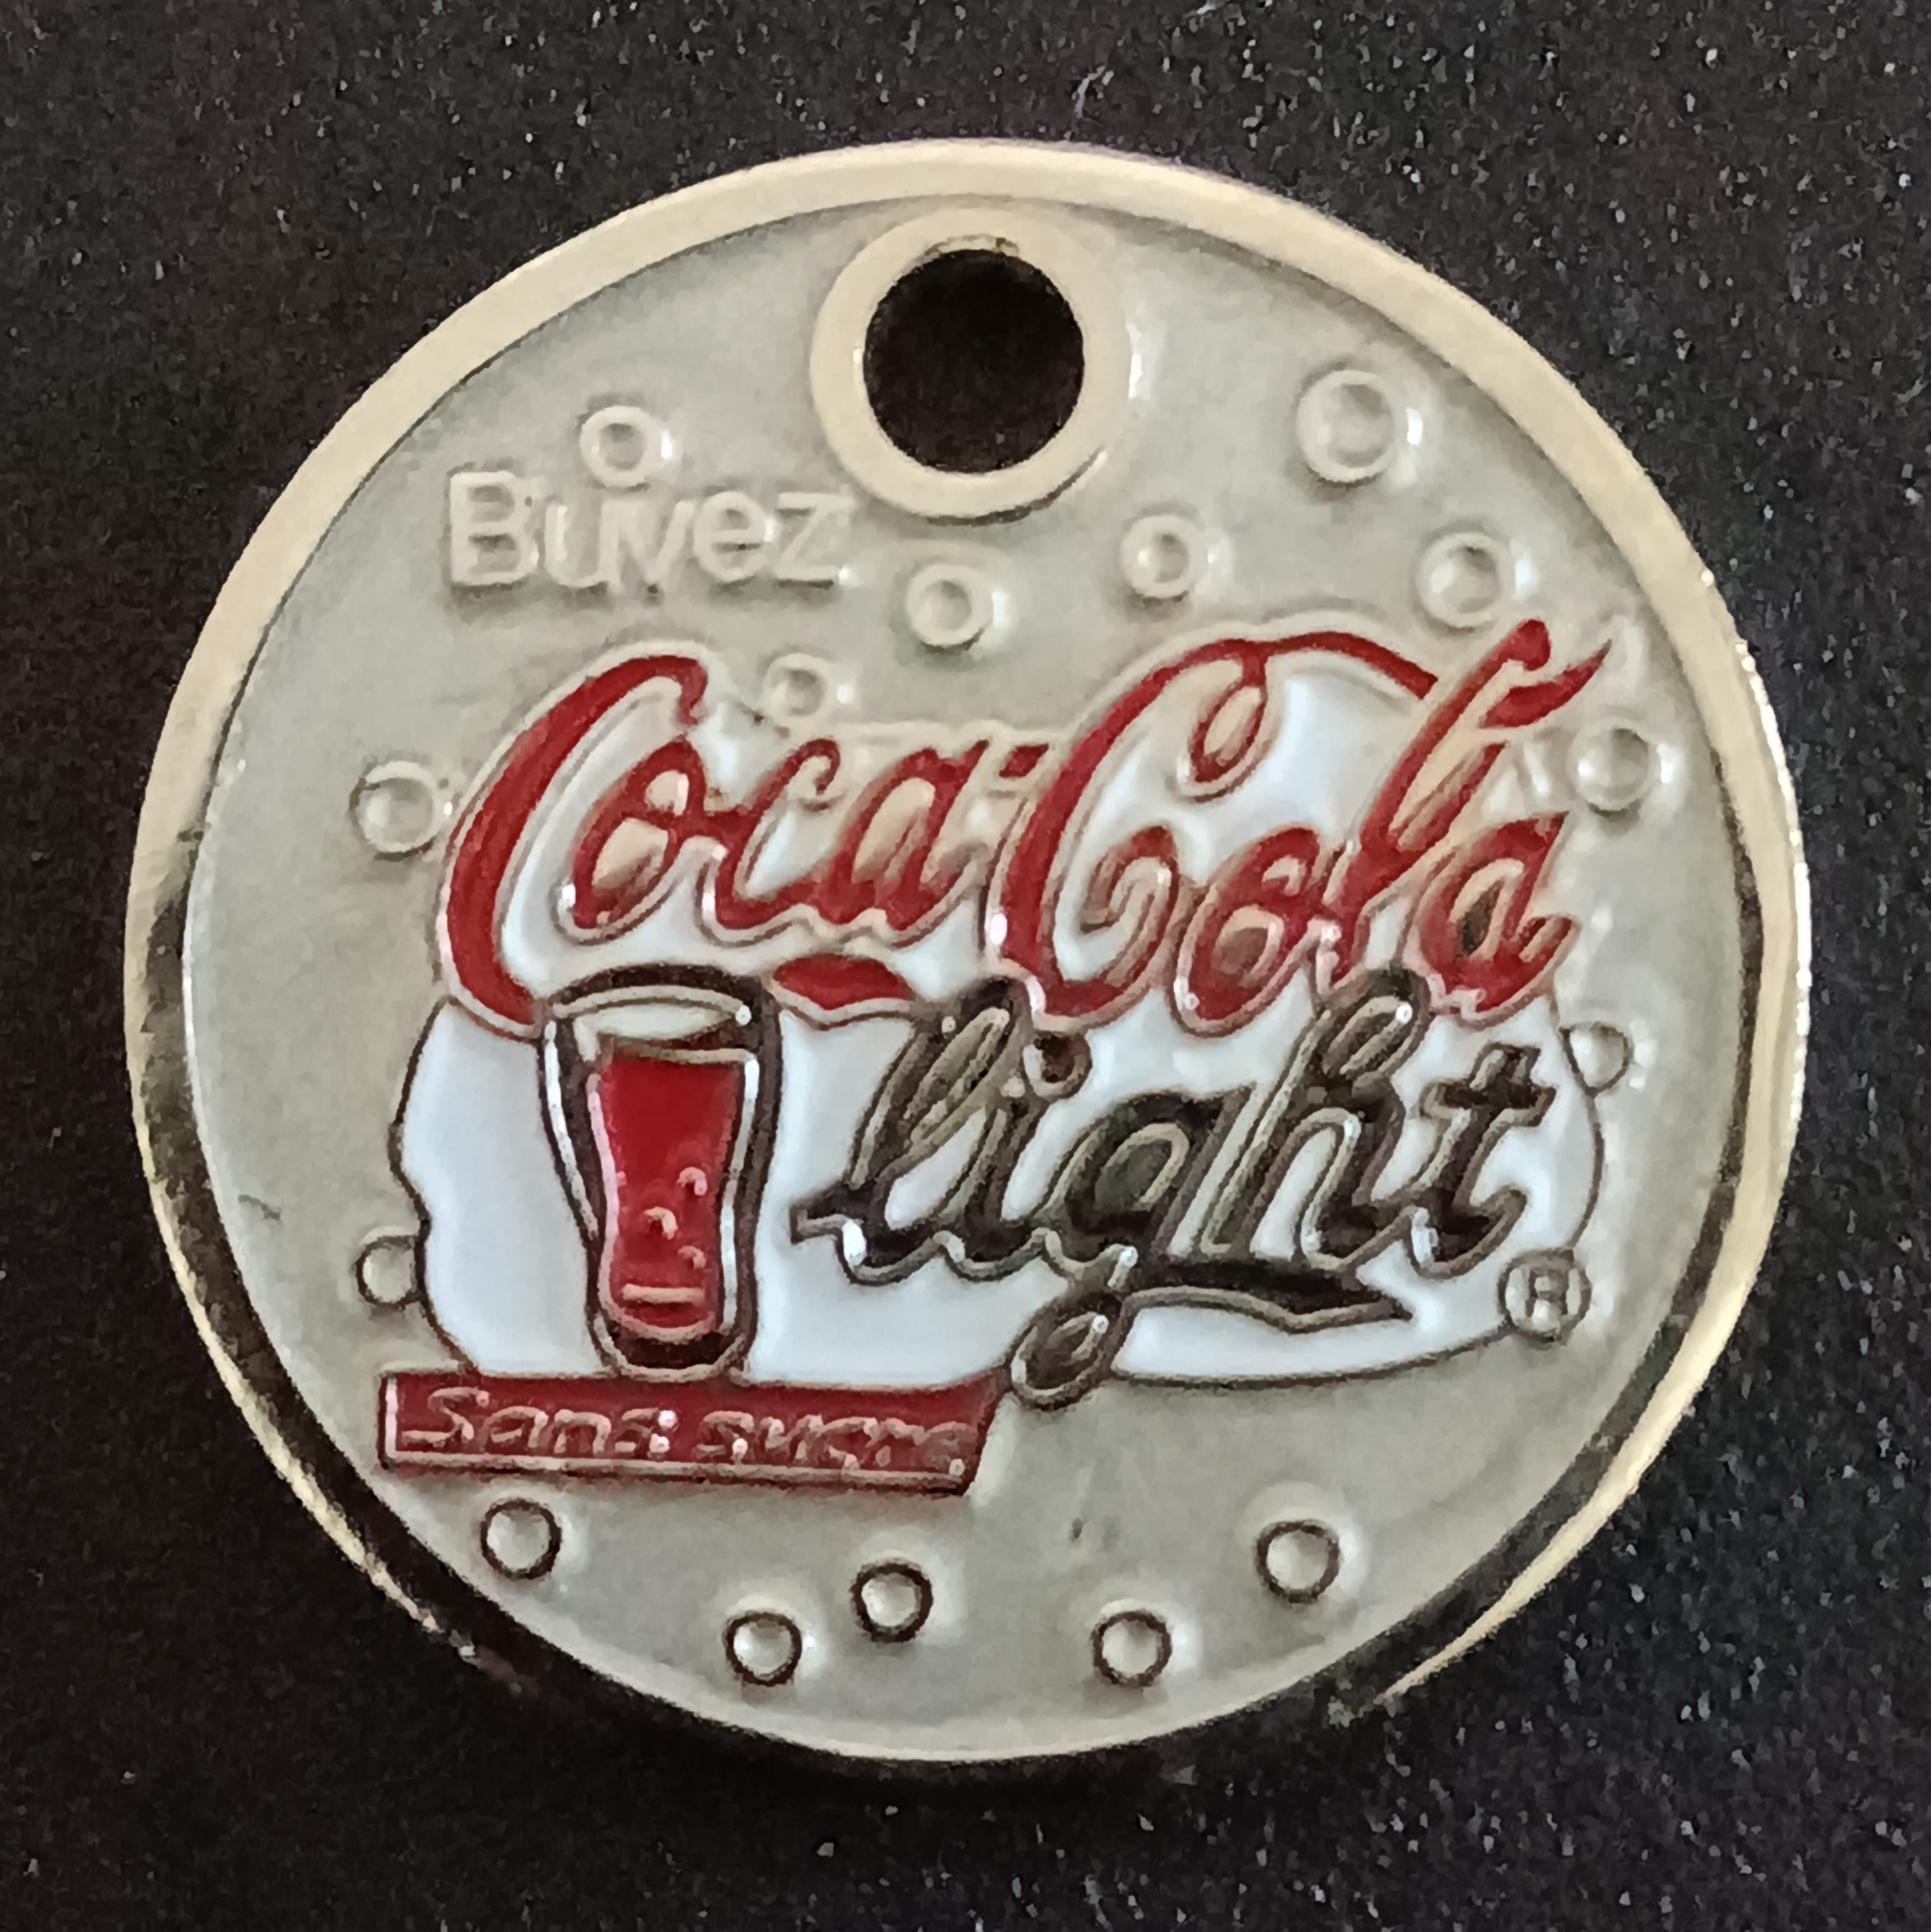 Buvez
Coca-Cola
light
®
Sans sucre